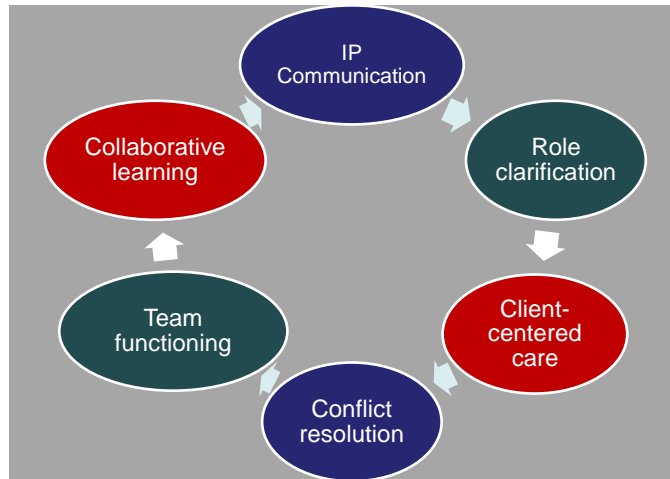 IP
Communication
Role
clarification
Client-
centered
care
Conflict
resolution
Team
functioning
Collaborative
learning